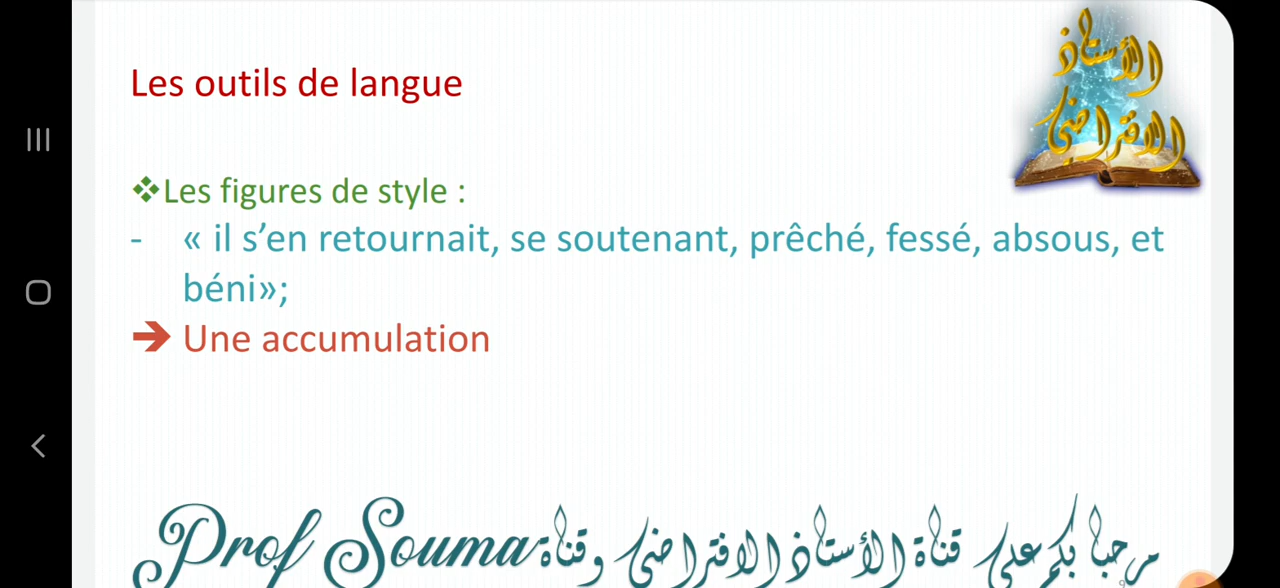 الأستاذ
الافتراضي
Les outils de langue
❖Les figures de style :
- « il s’en retournait, se soutenant, prêché, fessé, absous, et
béni»;
➔ Une accumulation
مرحبا بكم على قناة الأستاذ الافتراضي وقناة Prof Souma